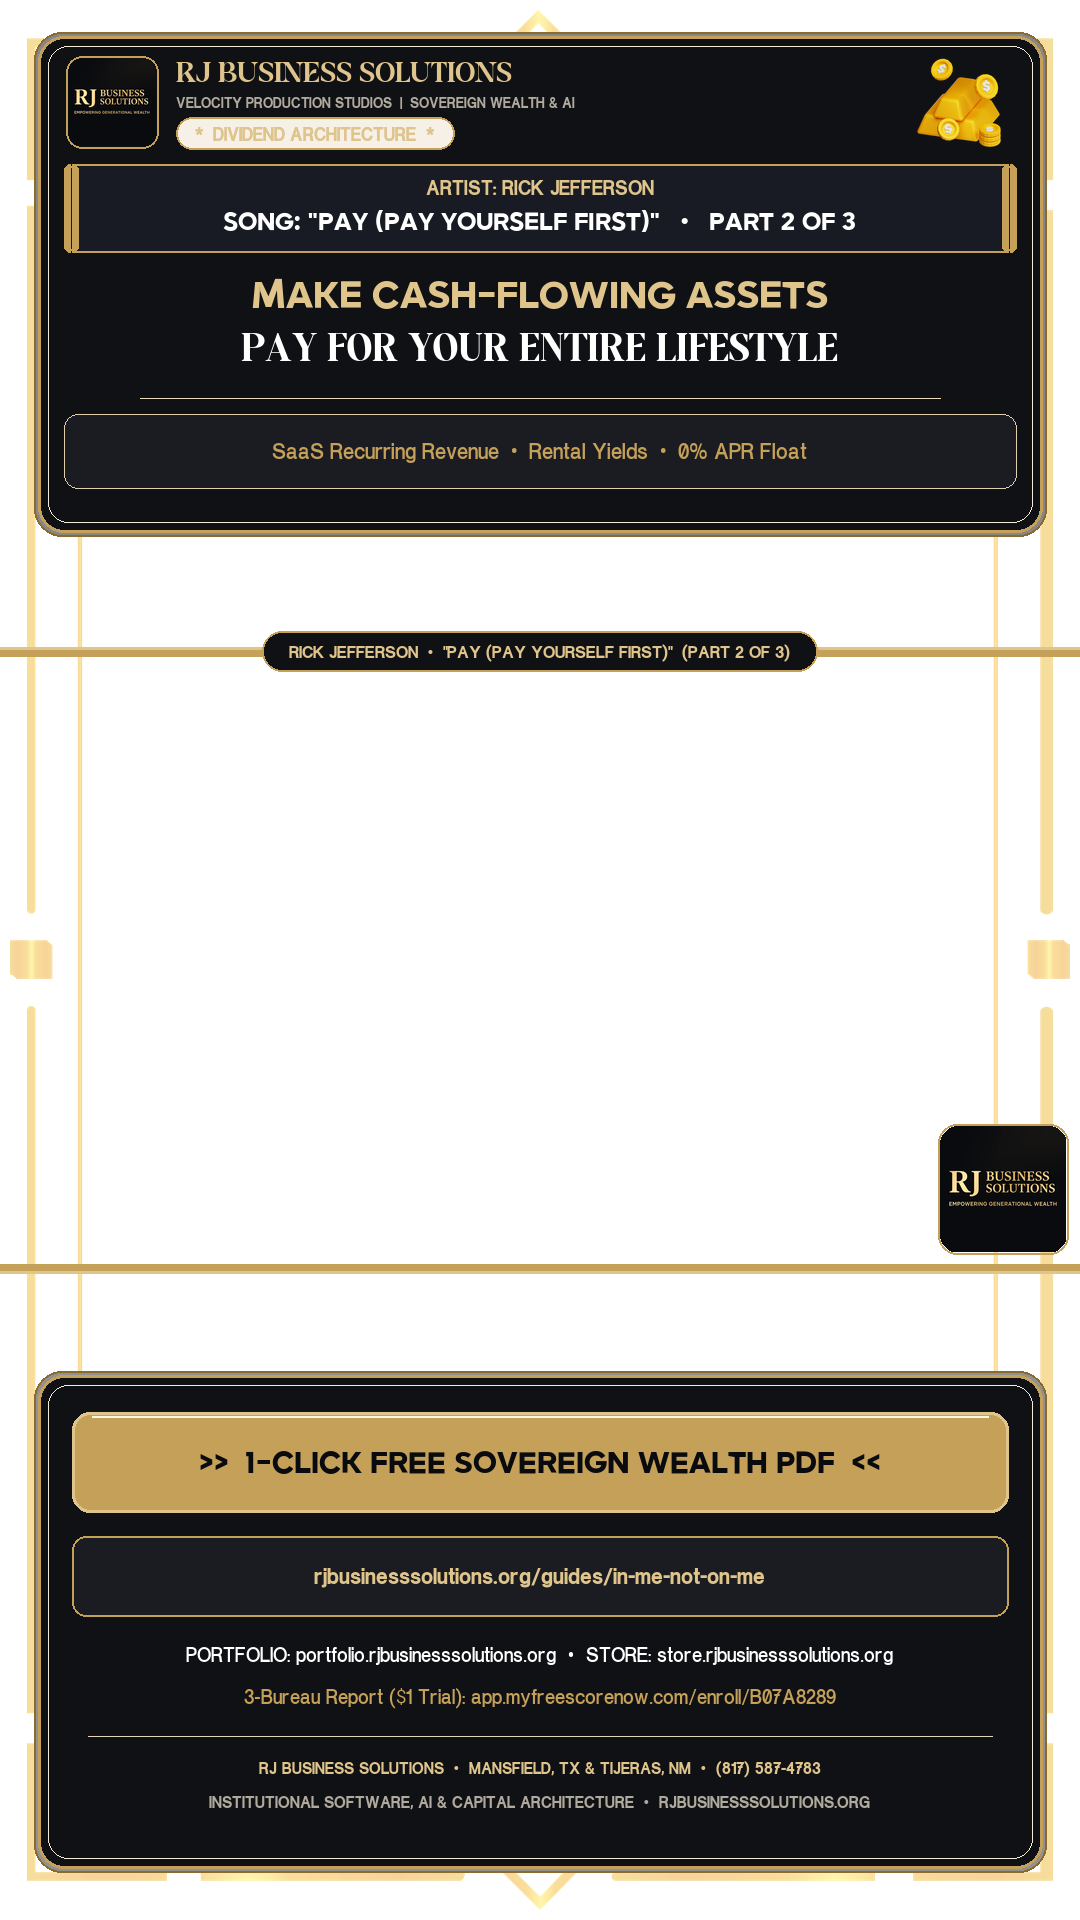 RJ BUSINESS SOLUTIONS
EMPOWERING GENERATIONAL WEALTH
RJ BUSINESS SOLUTIONS
VELOCITY PRODUCTION STUDIOS | SOVEREIGN WEALTH & AI
* DIVIDEND ARCHITECTURE *
ARTIST: RICK JEFFERSON
SONG: "PAY (PAY YOURSELF FIRST)" • PART 2 OF 3
MAKE CASH-FLOWING ASSETS
PAY FOR YOUR ENTIRE LIFESTYLE
SaaS Recurring Revenue • Rental Yields • 0% APR Float
RICK JEFFERSON • "PAY (PAY YOURSELF FIRST)" (PART 2 OF 3)
RJ BUSINESS SOLUTIONS
EMPOWERING GENERATIONAL WEALTH
>> 1-CLICK FREE SOVEREIGN WEALTH PDF <<
rjbusinesssolutions.org/guides/in-me-not-on-me
PORTFOLIO: portfolio.rjbusinesssolutions.org • STORE: store.rjbusinesssolutions.org
3-Bureau Report ($1 Trial): app.myfreescorenow.com/enroll/B07A8289
RJ BUSINESS SOLUTIONS • MANSFIELD, TX & TIJERAS, NM • (817) 587-4783
INSTITUTIONAL SOFTWARE, AI & CAPITAL ARCHITECTURE • RJBUSINESSSOLUTIONS.ORG